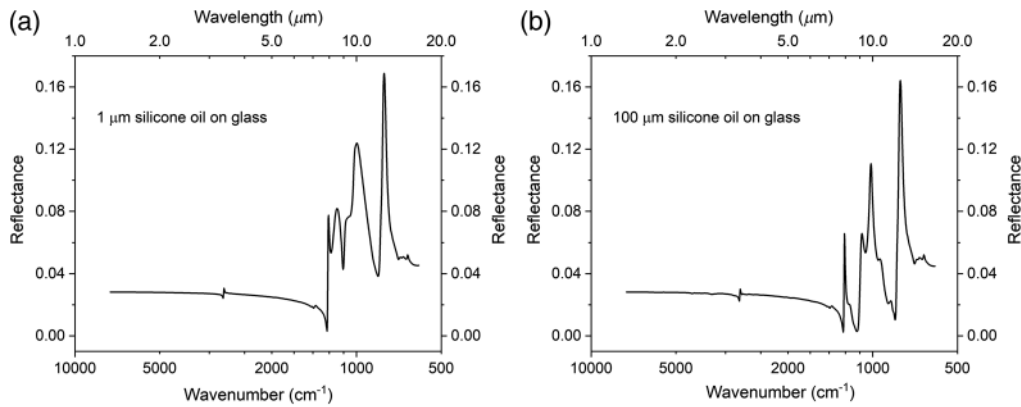 (a)
Wavelength (μm)
1.0 2.0 3.0 5.0 10.0 20.0
0.16 0.16
1 μm silicone oil on glass
0.12 0.12
Reflectance Reflectance
0.08 0.08
0.04 0.04
0.00 0.00
10000 5000 2000 1000 500
Wavenumber (cm⁻¹)
(b)
Wavelength (μm)
1.0 2.0 3.0 5.0 10.0 20.0
0.16 0.16
100 μm silicone oil on glass
0.12 0.12
Reflectance Reflectance
0.08 0.08
0.04 0.04
0.00 0.00
10000 5000 2000 1000 500
Wavenumber (cm⁻¹)